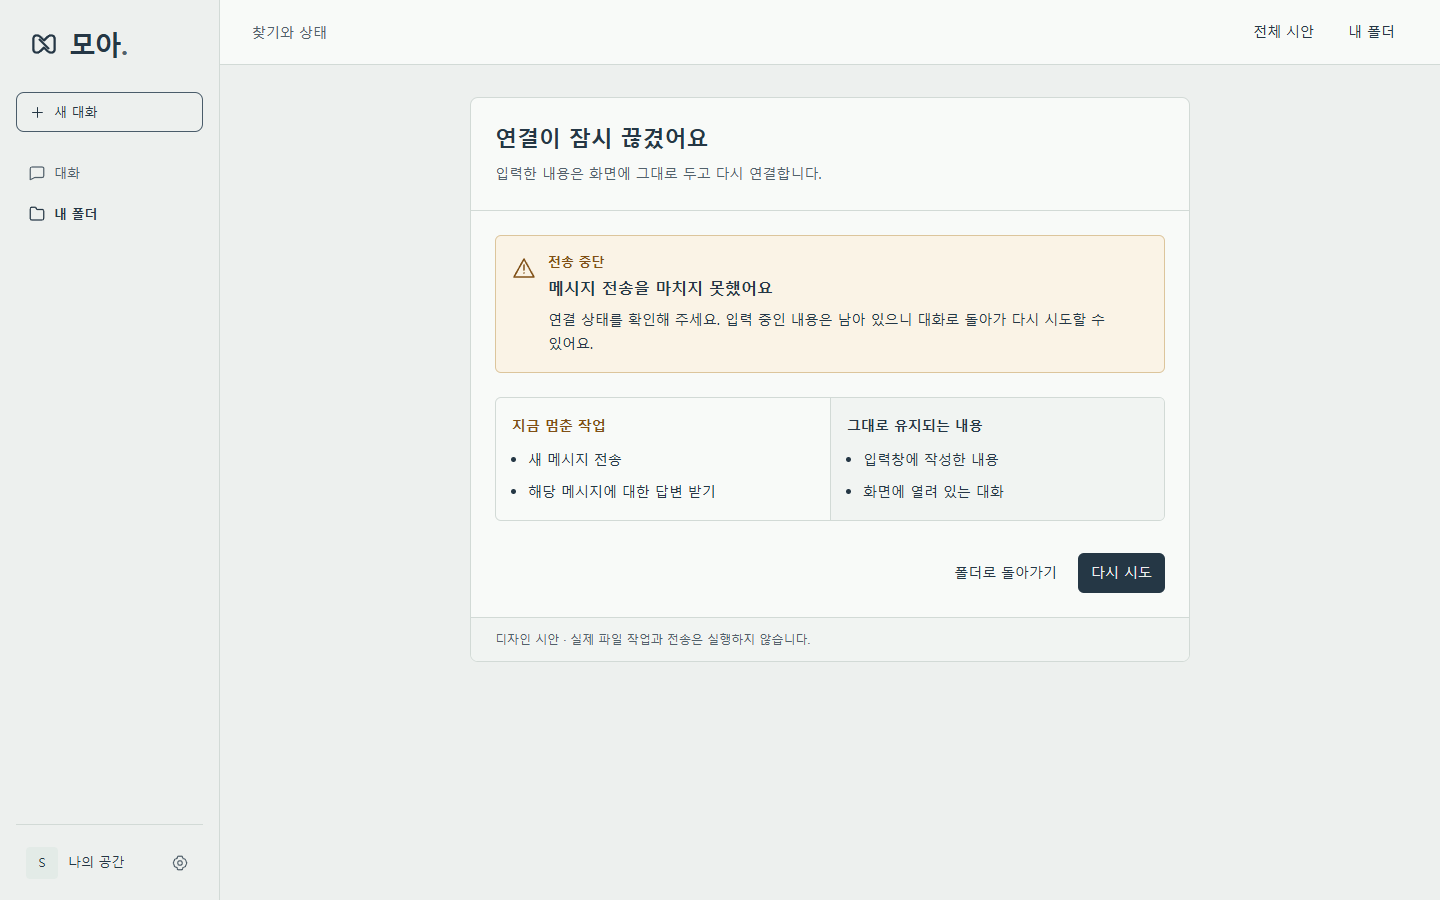 모아.
새 대화
대화
내 폴더
S
나의 공간
찾기와 상태
전체 시안
내 폴더
연결이 잠시 끊겼어요
입력한 내용은 화면에 그대로 두고 다시 연결합니다.
전송 중단
메시지 전송을 마치지 못했어요
연결 상태를 확인해 주세요. 입력 중인 내용은 남아 있으니 대화로 돌아가 다시 시도할 수
있어요.
지금 멈춘 작업
새 메시지 전송
해당 메시지에 대한 답변 받기
그대로 유지되는 내용
입력창에 작성한 내용
화면에 열려 있는 대화
폴더로 돌아가기
다시 시도
디자인 시안 · 실제 파일 작업과 전송은 실행하지 않습니다.